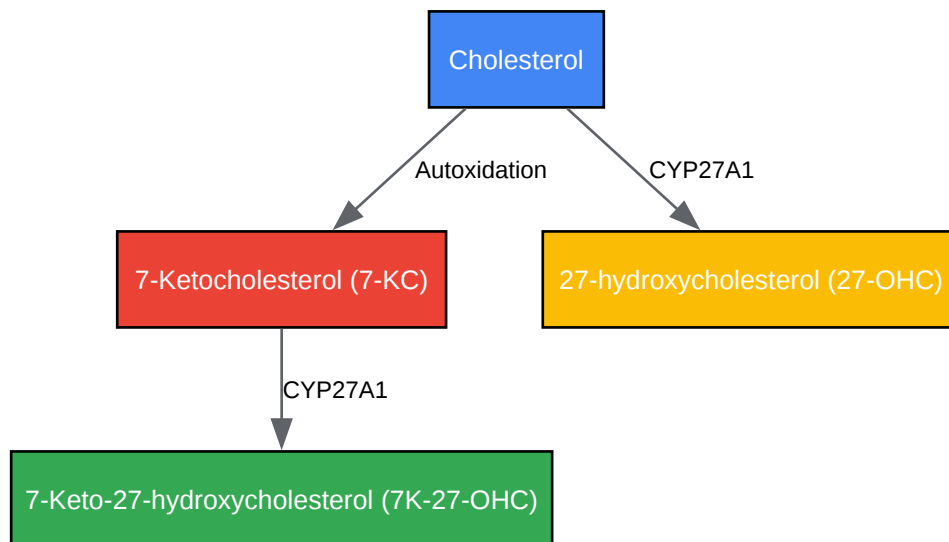 Cholesterol
Autoxidation
CYP27A1
7-Ketocholesterol (7-KC)
27-hydroxycholesterol (27-OHC)
CYP27A1
7-Keto-27-hydroxycholesterol (7K-27-OHC)